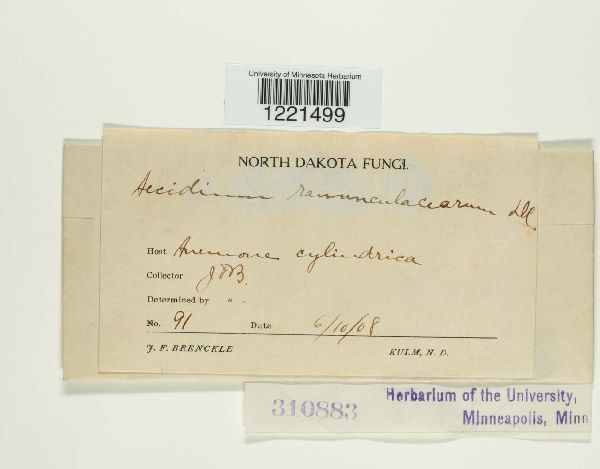 University of Minnesota Herbarium
1221499
NORTH DAKOTA FUNGI.
Aecidium ranunculacearum DC
Host Anemone cylindrica
Collector JFB.
Determined by " .
No. 91 Date 6/10/08
J. F. BRENCKLE KULM, N. D.
310883 Herbarium of the University,
Minneapolis, Minn